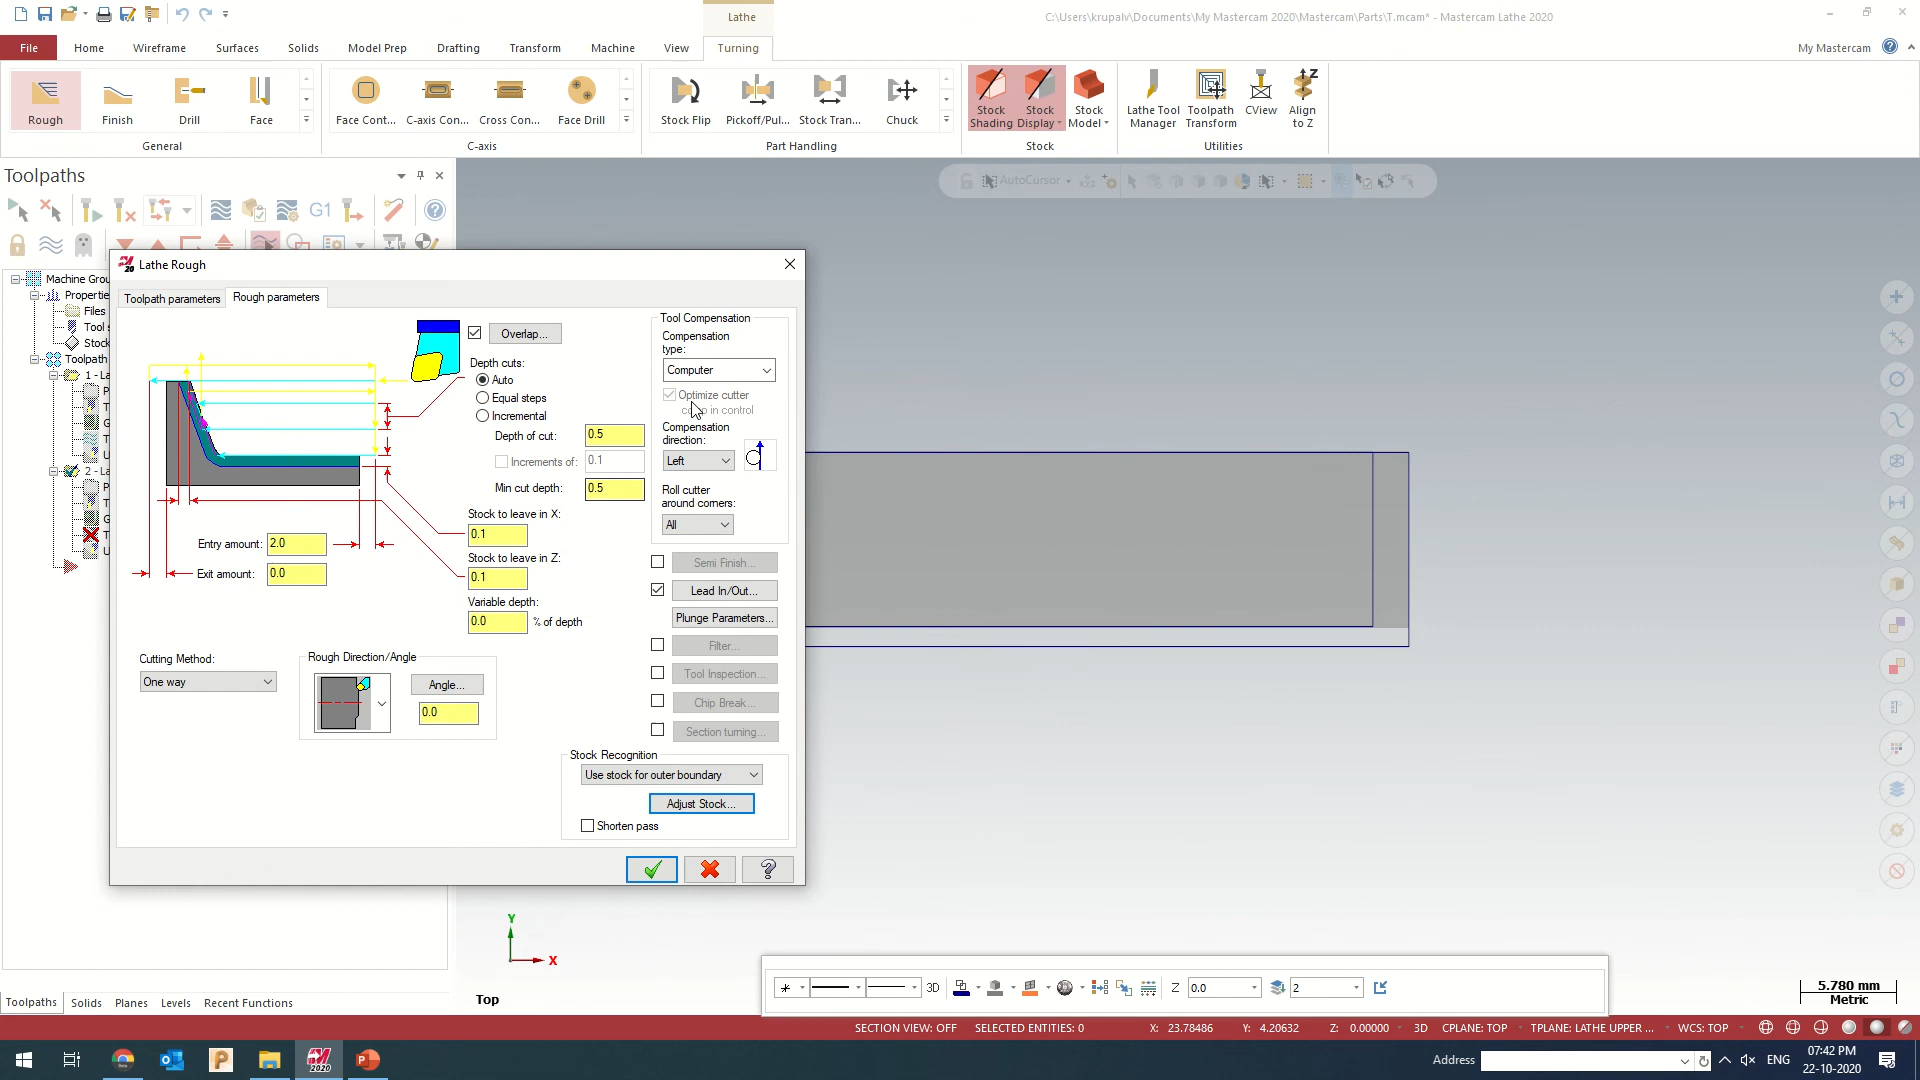 Lathe
C:\Users\krupalv\Documents\My Mastercam 2020\Mastercam\Parts\T.mcam* - Mastercam Lathe 2020
File
Home
Wireframe
Surfaces
Solids
Model Prep
Drafting
Transform
Machine
View
Turning
My Mastercam
Rough
Finish
Drill
Face
Face Cont...
C-axis Con...
Cross Con...
Face Drill
Stock Flip
Pickoff/Pul...
Stock Tran...
Chuck
Stock Shading
Stock Display
Stock Model
Lathe Tool Manager
Toolpath Transform
CView
Align to Z
General
C-axis
Part Handling
Stock
Utilities
Toolpaths
AutoCursor
G1
Machine Grou
Propertie
Files
Tool s
Stock
Toolpath
1 - La
2 - La
Lathe Rough
Toolpath parameters
Rough parameters
Overlap...
Depth cuts:
Auto
Equal steps
Incremental
Depth of cut:
0.5
Increments of:
0.1
Min cut depth:
0.5
Stock to leave in X:
0.1
Stock to leave in Z:
0.1
Variable depth:
0.0
% of depth
Entry amount:
2.0
Exit amount:
0.0
Cutting Method:
One way
Rough Direction/Angle
Angle...
0.0
Tool Compensation
Compensation
type:
Computer
Optimize cutter
comp in control
Compensation
direction:
Left
Roll cutter
around corners:
All
Semi Finish...
Lead In/Out...
Plunge Parameters...
Filter...
Tool Inspection...
Chip Break...
Section turning...
Stock Recognition
Use stock for outer boundary
Adjust Stock...
Shorten pass
Y
X
Top
3D
Z
0.0
2
5.780 mm
Metric
Toolpaths
Solids
Planes
Levels
Recent Functions
SECTION VIEW: OFF
SELECTED ENTITIES: 0
X: 23.78486
Y: 4.20632
Z: 0.00000
3D
CPLANE: TOP
TPLANE: LATHE UPPER ...
WCS: TOP
2020
Address
ENG
07:42 PM
22-10-2020